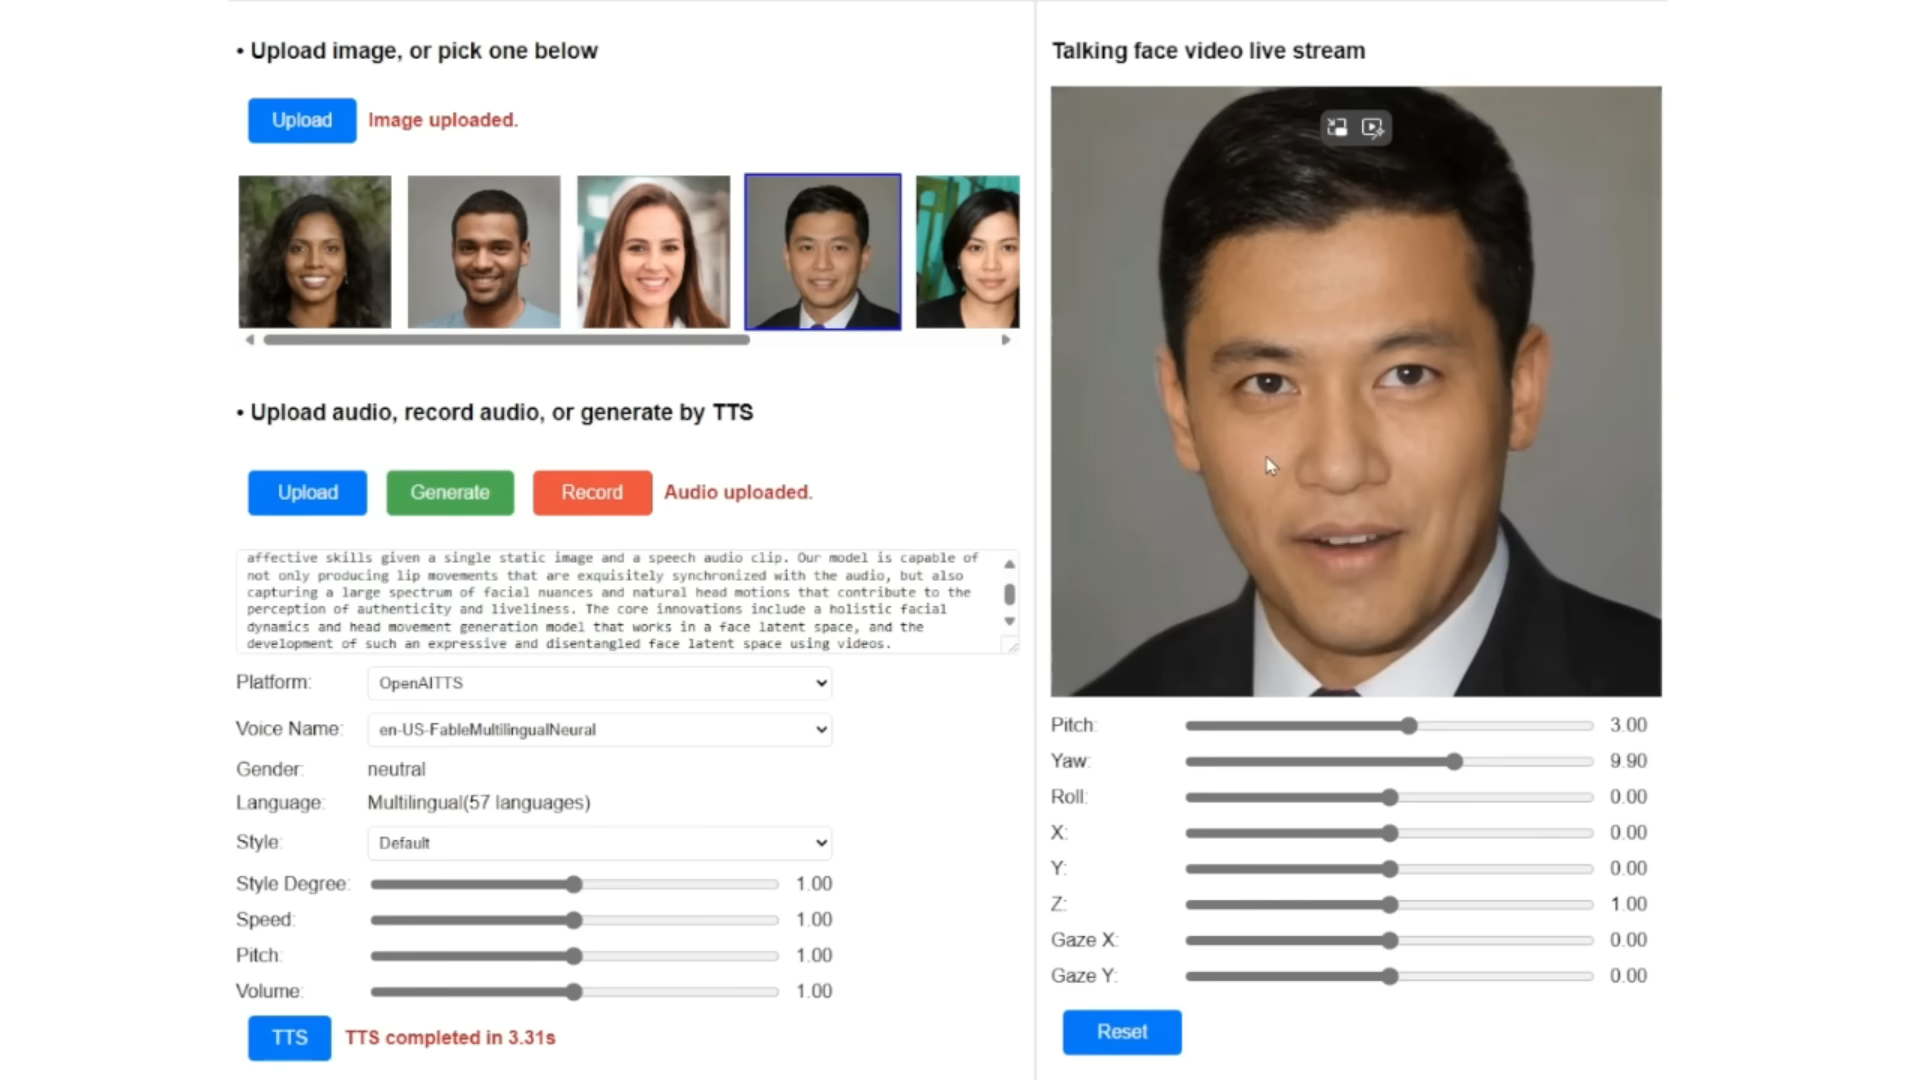 • Upload image, or pick one below
Upload
Image uploaded.
• Upload audio, record audio, or generate by TTS
Upload
Generate
Record
Audio uploaded.
affective skills given a single static image and a speech audio clip. Our model is capable of
not only producing lip movements that are exquisitely synchronized with the audio, but also
capturing a large spectrum of facial nuances and natural head motions that contribute to the
perception of authenticity and liveliness. The core innovations include a holistic facial
dynamics and head movement generation model that works in a face latent space, and the
development of such an expressive and disentangled face latent space using videos.
Platform: OpenAITTS
Voice Name: en-US-FableMultilingualNeural
Gender: neutral
Language: Multilingual(57 languages)
Style: Default
Style Degree: 1.00
Speed: 1.00
Pitch: 1.00
Volume: 1.00
TTS
TTS completed in 3.31s
Talking face video live stream
Pitch: 3.00
Yaw: 9.90
Roll: 0.00
X: 0.00
Y: 0.00
Z: 1.00
Gaze X: 0.00
Gaze Y: 0.00
Reset